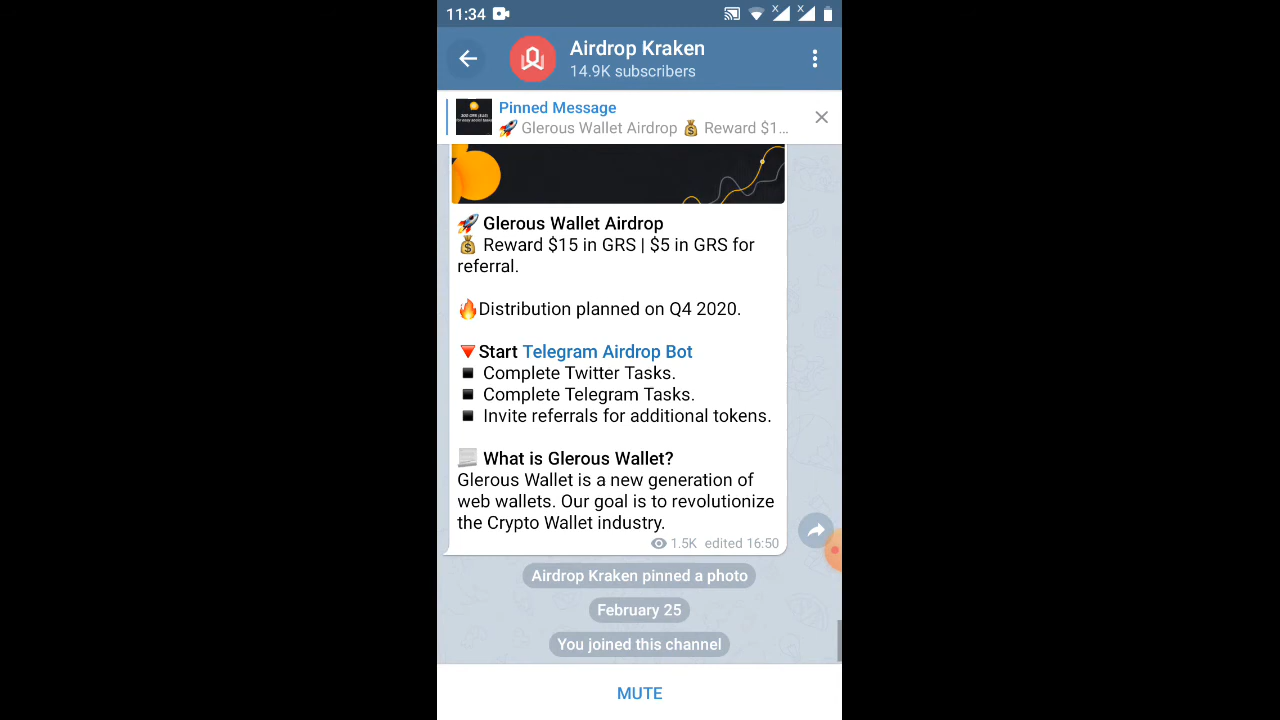 11:34
Airdrop Kraken
14.9K subscribers
Pinned Message
🚀 Glerous Wallet Airdrop 💰 Reward $1...
🚀 Glerous Wallet Airdrop
💰 Reward $15 in GRS | $5 in GRS for
referral.
🔥Distribution planned on Q4 2020.
🔻Start Telegram Airdrop Bot
◾ Complete Twitter Tasks.
◾ Complete Telegram Tasks.
◾ Invite referrals for additional tokens.
📃 What is Glerous Wallet?
Glerous Wallet is a new generation of
web wallets. Our goal is to revolutionize
the Crypto Wallet industry.
1.5K edited 16:50
Airdrop Kraken pinned a photo
February 25
You joined this channel
MUTE